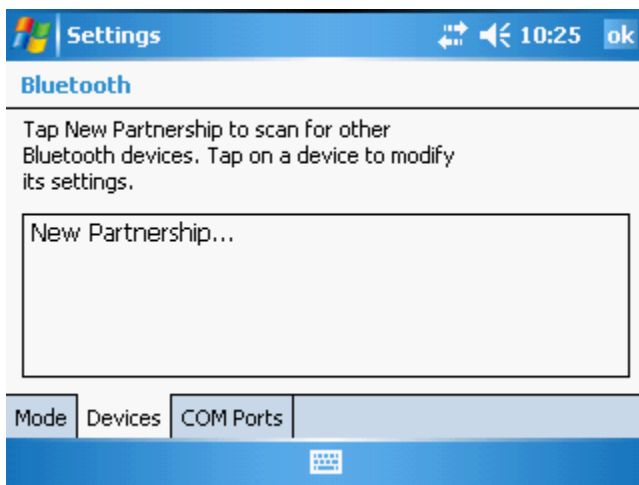 Settings 10:25 ok
Bluetooth
Tap New Partnership to scan for other
Bluetooth devices. Tap on a device to modify
its settings.
New Partnership...
Mode Devices COM Ports